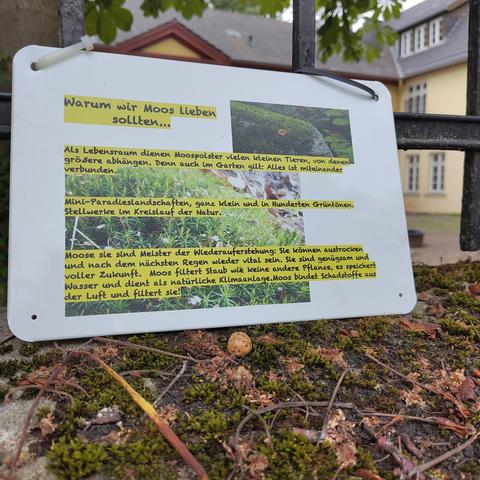 Warum wir Moos lieben
sollten...
Als Lebensraum dienen Moospolster vielen kleinen Tieren, von denen
größere abhängen. Denn auch im Garten gilt: Alles ist miteinander
verbunden.
Mini-Paradieslandschaften, ganz klein und in Hunderten Grüntönen.
Stellwerke im Kreislauf der Natur.
Moose sie sind Meister der Wiederauferstehung: Sie können austrocken
und nach dem nächsten Regen wieder vital sein. Sie sind genügsam und
voller Zukunft. Moos filtert Staub wie keine andere Pflanze, es speichert
Wasser und dient als natürliche Klimaanlage.Moos bindet Schadstoffe aus
der Luft und filtert sie!